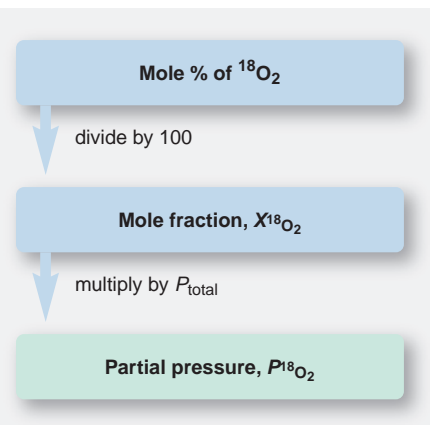 Mole % of ¹⁸O₂
divide by 100
Mole fraction, X¹⁸O₂
multiply by Ptotal
Partial pressure, P¹⁸O₂